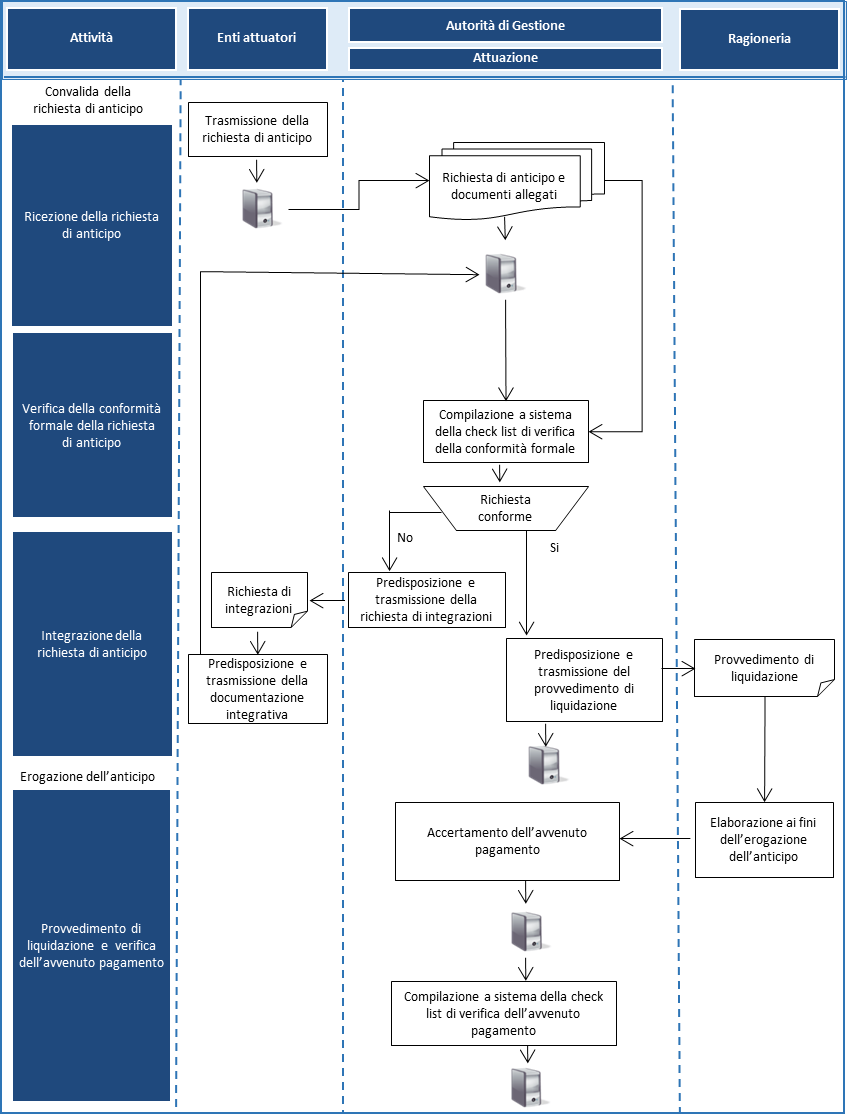 Attività
Enti attuatori
Autorità di Gestione
Attuazione
Ragioneria
Convalida della
richiesta di anticipo
Trasmissione della
richiesta di anticipo
Ricezione della richiesta
di anticipo
Richiesta di anticipo e
documenti allegati
Verifica della conformità
formale della richiesta
di anticipo
Compilazione a sistema
della check list di verifica
della conformità formale
Richiesta
conforme
No
Si
Integrazione della
richiesta di anticipo
Richiesta di
integrazioni
Predisposizione e
trasmissione della
richiesta di integrazioni
Predisposizione e
trasmissione della
documentazione
integrativa
Predisposizione e
trasmissione del
provvedimento di
liquidazione
Provvedimento di
liquidazione
Erogazione dell'anticipo
Provvedimento di
liquidazione e verifica
dell'avvenuto pagamento
Accertamento dell'avvenuto
pagamento
Elaborazione ai fini
dell'erogazione
dell'anticipo
Compilazione a sistema della check
list di verifica dell'avvenuto
pagamento